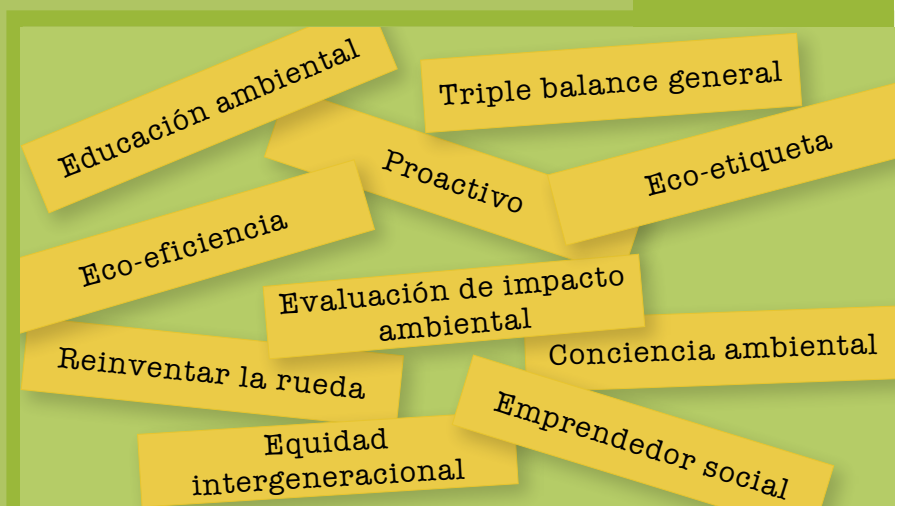 Educación ambiental
Triple balance general
Proactivo
Eco-etiqueta
Eco-eficiencia
Evaluación de impacto
ambiental
Reinventar la rueda
Conciencia ambiental
Equidad
intergeneracional
Emprendedor social